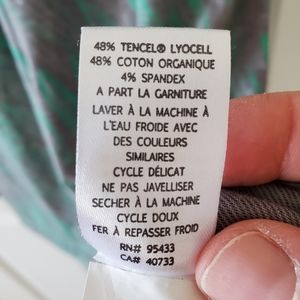 48% TENCEL® LYOCELL
48% COTON ORGANIQUE
4% SPANDEX
A PART LA GARNITURE
LAVER À LA MACHINE À
L'EAU FROIDE AVEC
DES COULEURS
SIMILAIRES
CYCLE DÉLICAT
NE PAS JAVELLISER
SECHER À LA MACHINE
CYCLE DOUX
FER À REPASSER FROID
RN# 95433
CA# 40733